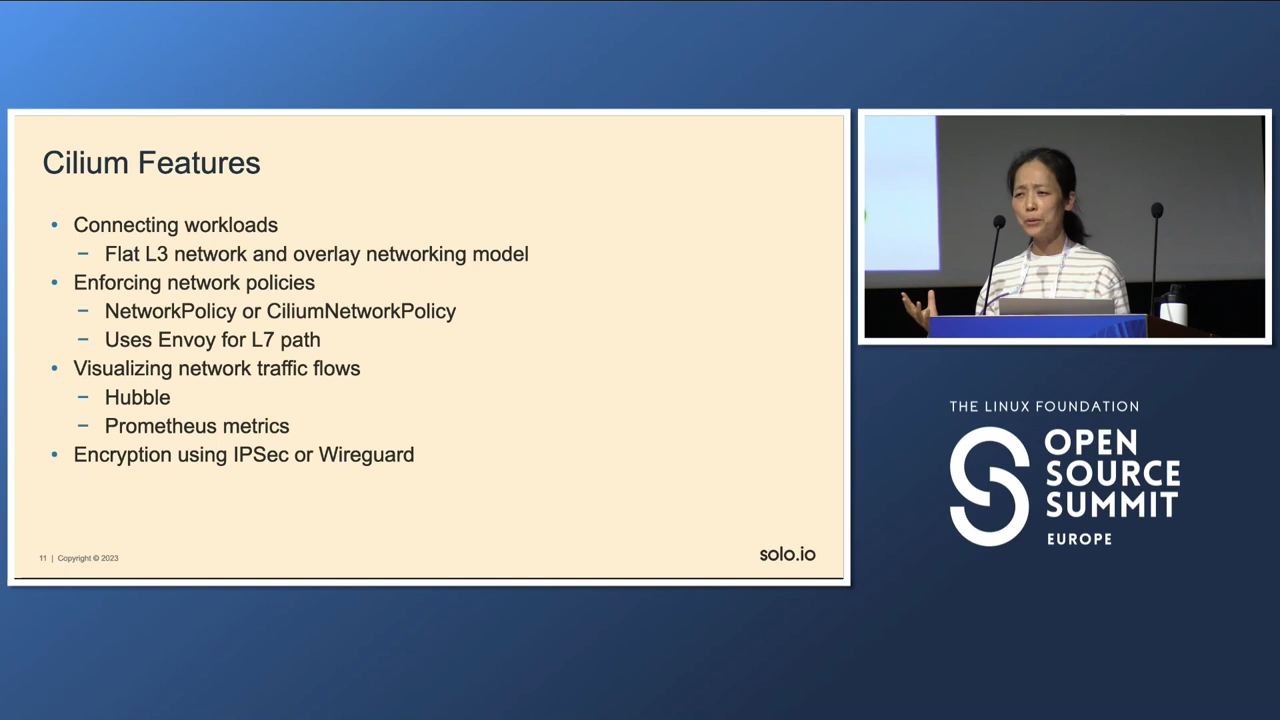 Cilium Features
• Connecting workloads
– Flat L3 network and overlay networking model
• Enforcing network policies
– NetworkPolicy or CiliumNetworkPolicy
– Uses Envoy for L7 path
• Visualizing network traffic flows
– Hubble
– Prometheus metrics
• Encryption using IPSec or Wireguard
11 | Copyright © 2023
solo.io
THE LINUX FOUNDATION
OPEN
SOURCE
SUMMIT
EUROPE